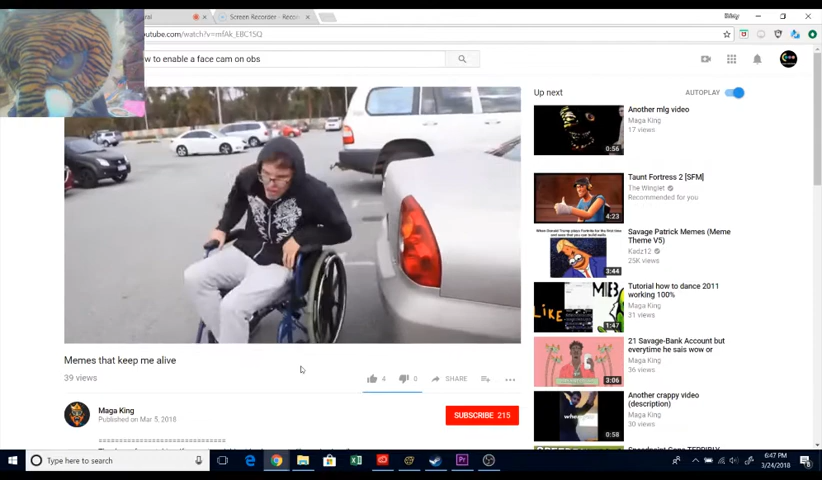 Screen Recorder - Record
outube.com/watch?v=mfAk_EBC1SQ
w to enable a face cam on obs
Up next
AUTOPLAY
Another mlg video
Maga King
17 views
0:56
Taunt Fortress 2 [SFM]
The Winglet
Recommended for you
4:23
Savage Patrick Memes (Meme
Theme V5)
Kadz12
25K views
3:44
Tutorial how to dance 2011
working 100%
Maga King
31 views
LIKE
1:47
21 Savage-Bank Account but
everytime he sais wow or
Maga King
36 views
3:06
Another crappy video
(description)
Maga King
30 views
0:58
Memes that keep me alive
39 views
4
0
SHARE
Maga King
Published on Mar 5, 2018
SUBSCRIBE 215
==============================
Type here to search
6:47 PM
3/24/2018